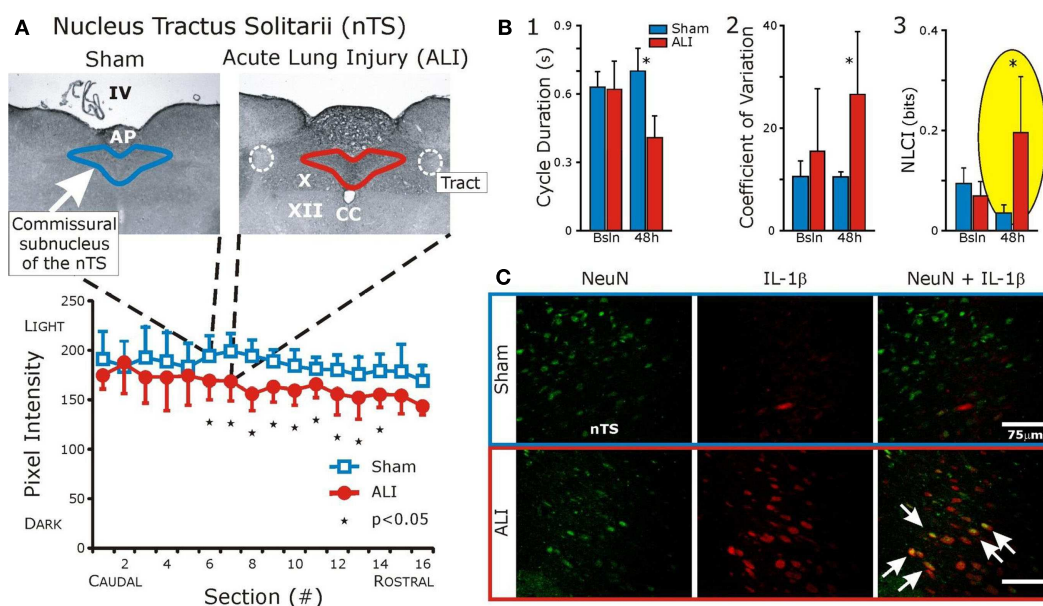 A
Nucleus Tractus Solitarii (nTS)
Sham
Acute Lung Injury (ALI)
IV
AP
X
XII
CC
Tract
Commissural
subnucleus
of the nTS
250
200
150
100
50
0
LIGHT
DARK
Pixel Intensity
Sham
ALI
* p<0.05
2 4 6 8 10 12 14 16
CAUDAL
ROSTRAL
Section (#)
B
1
Sham
ALI
Cycle Duration (s)
0.9
0.6
0.3
0
*
Bsln 48h
2
Coefficient of Variation
40
20
0
*
Bsln 48h
3
NLCI (bits)
0.4
0.2
0
*
Bsln 48h
C
NeuN
IL-1β
NeuN + IL-1β
Sham
nTS
75μm
ALI